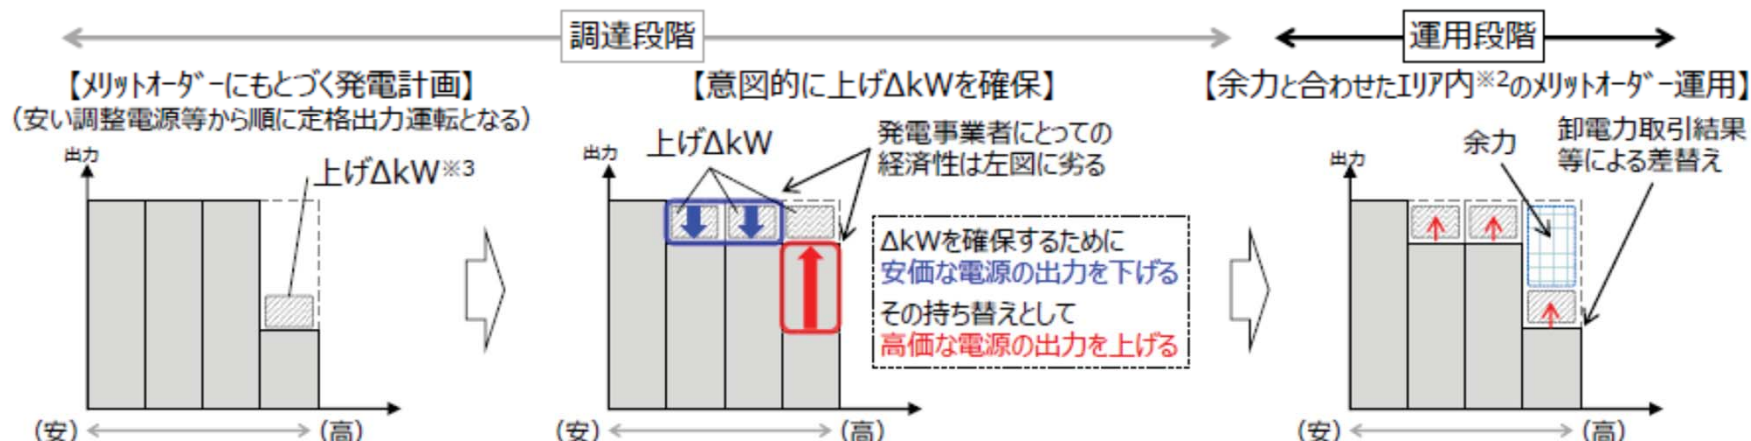 調達段階
運用段階
【メリットオーダーにもとづく発電計画】
（安い調整電源等から順に定格出力運転となる）
出力
上げΔkW※3
（安）
（高）
【意図的に上げΔkWを確保】
出力
上げΔkW
発電事業者にとっての
経済性は左図に劣る
ΔkWを確保するために
安価な電源の出力を下げる
その持ち替えとして
高価な電源の出力を上げる
（安）
（高）
【余力と合わせたエリア内※2のメリットオーダー運用】
出力
余力
卸電力取引結果
等による差替え
（安）
（高）